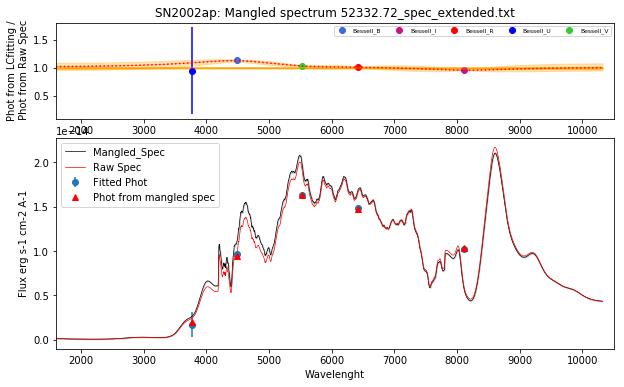 SN2002ap: Mangled spectrum 52332.72_spec_extended.txt
Phot from LCfitting /
Phot from Raw Spec
1.5
1.0
0.5
Bessell_B
Bessell_I
Bessell_R
Bessell_U
Bessell_V
2000 3000 4000 5000 6000 7000 8000 9000 10000
1e−14
Flux erg s-1 cm-2 A-1
2.0
1.5
1.0
0.5
0.0
Mangled_Spec
Raw Spec
Fitted Phot
Phot from mangled spec
2000 3000 4000 5000 6000 7000 8000 9000 10000
Wavelenght